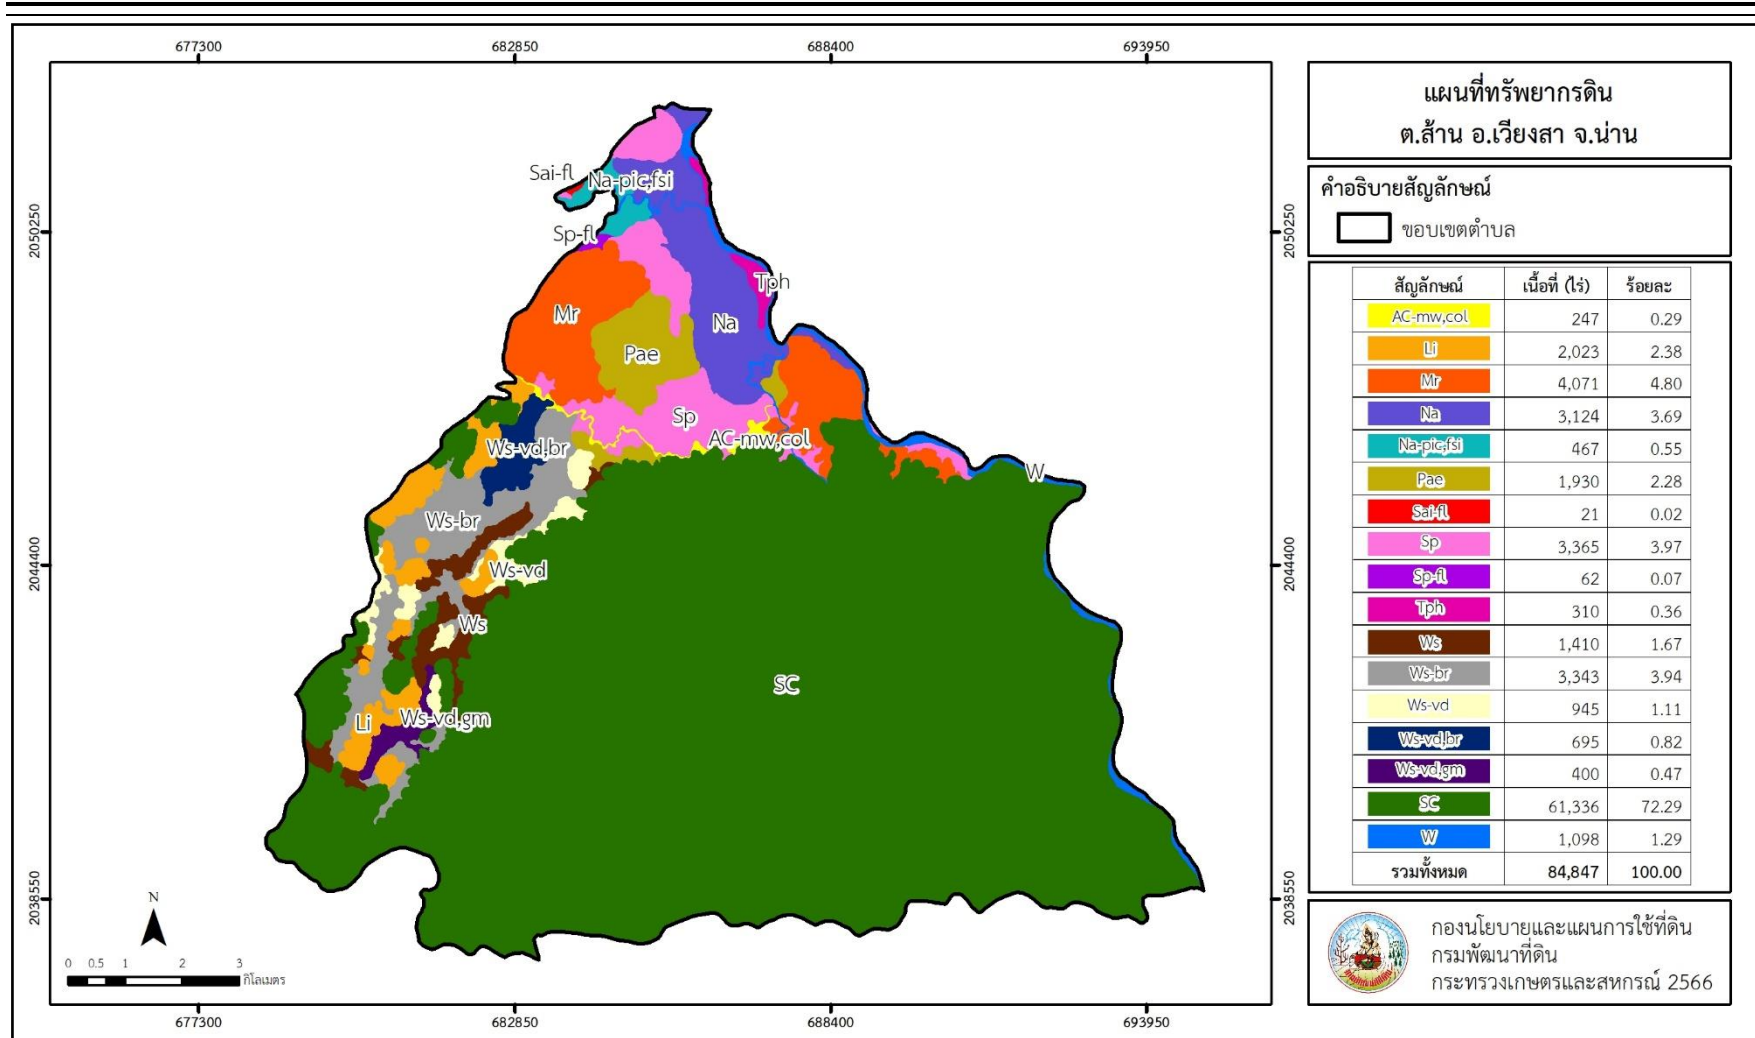 677300
682850
688400
693950
2050250
2044400
2038550
2050250
2044400
2038550
677300
682850
688400
693950
Sai-fl
Na-pic,fsi
Sp-fl
Tph
Mr
Na
Pae
Sp
AC-mw,col
Ws-vd,br
W
Ws-br
Ws-vd
Ws
SC
Li
Ws-vd,gm
N
0 0.5 1 2 3
กิโลเมตร
แผนที่ทรัพยากรดิน
ต.ส้าน อ.เวียงสา จ.น่าน
คำอธิบายสัญลักษณ์
ขอบเขตตำบล
สัญลักษณ์ เนื้อที่ (ไร่) ร้อยละ
AC-mw,col 247 0.29
Li 2,023 2.38
Mr 4,071 4.80
Na 3,124 3.69
Na-pic,fsi 467 0.55
Pae 1,930 2.28
Sai-fl 21 0.02
Sp 3,365 3.97
Sp-fl 62 0.07
Tph 310 0.36
Ws 1,410 1.67
Ws-br 3,343 3.94
Ws-vd 945 1.11
Ws-vd,br 695 0.82
Ws-vd,gm 400 0.47
SC 61,336 72.29
W 1,098 1.29
รวมทั้งหมด 84,847 100.00
กองนโยบายและแผนการใช้ที่ดิน
กรมพัฒนาที่ดิน
กระทรวงเกษตรและสหกรณ์ 2566